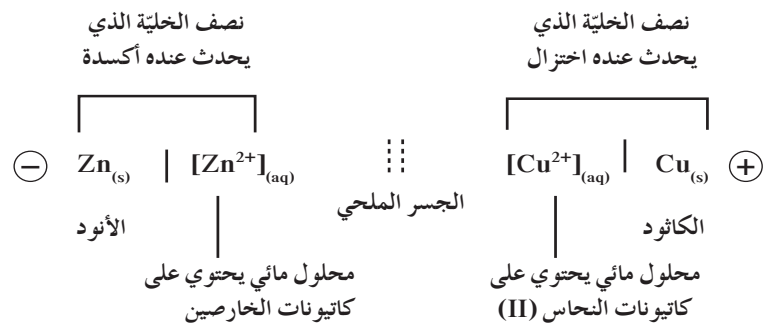 نصف الخليّة الذي
يحدث عنده أكسدة
نصف الخليّة الذي
يحدث عنده اختزال
− Zn(s) | [Zn²⁺](aq) ⁞⁞ [Cu²⁺](aq) | Cu(s) +
الجسر الملحي
الأنود
الكاثود
محلول مائي يحتوي على
كاتيونات الخارصين
محلول مائي يحتوي على
كاتيونات النحاس (II)